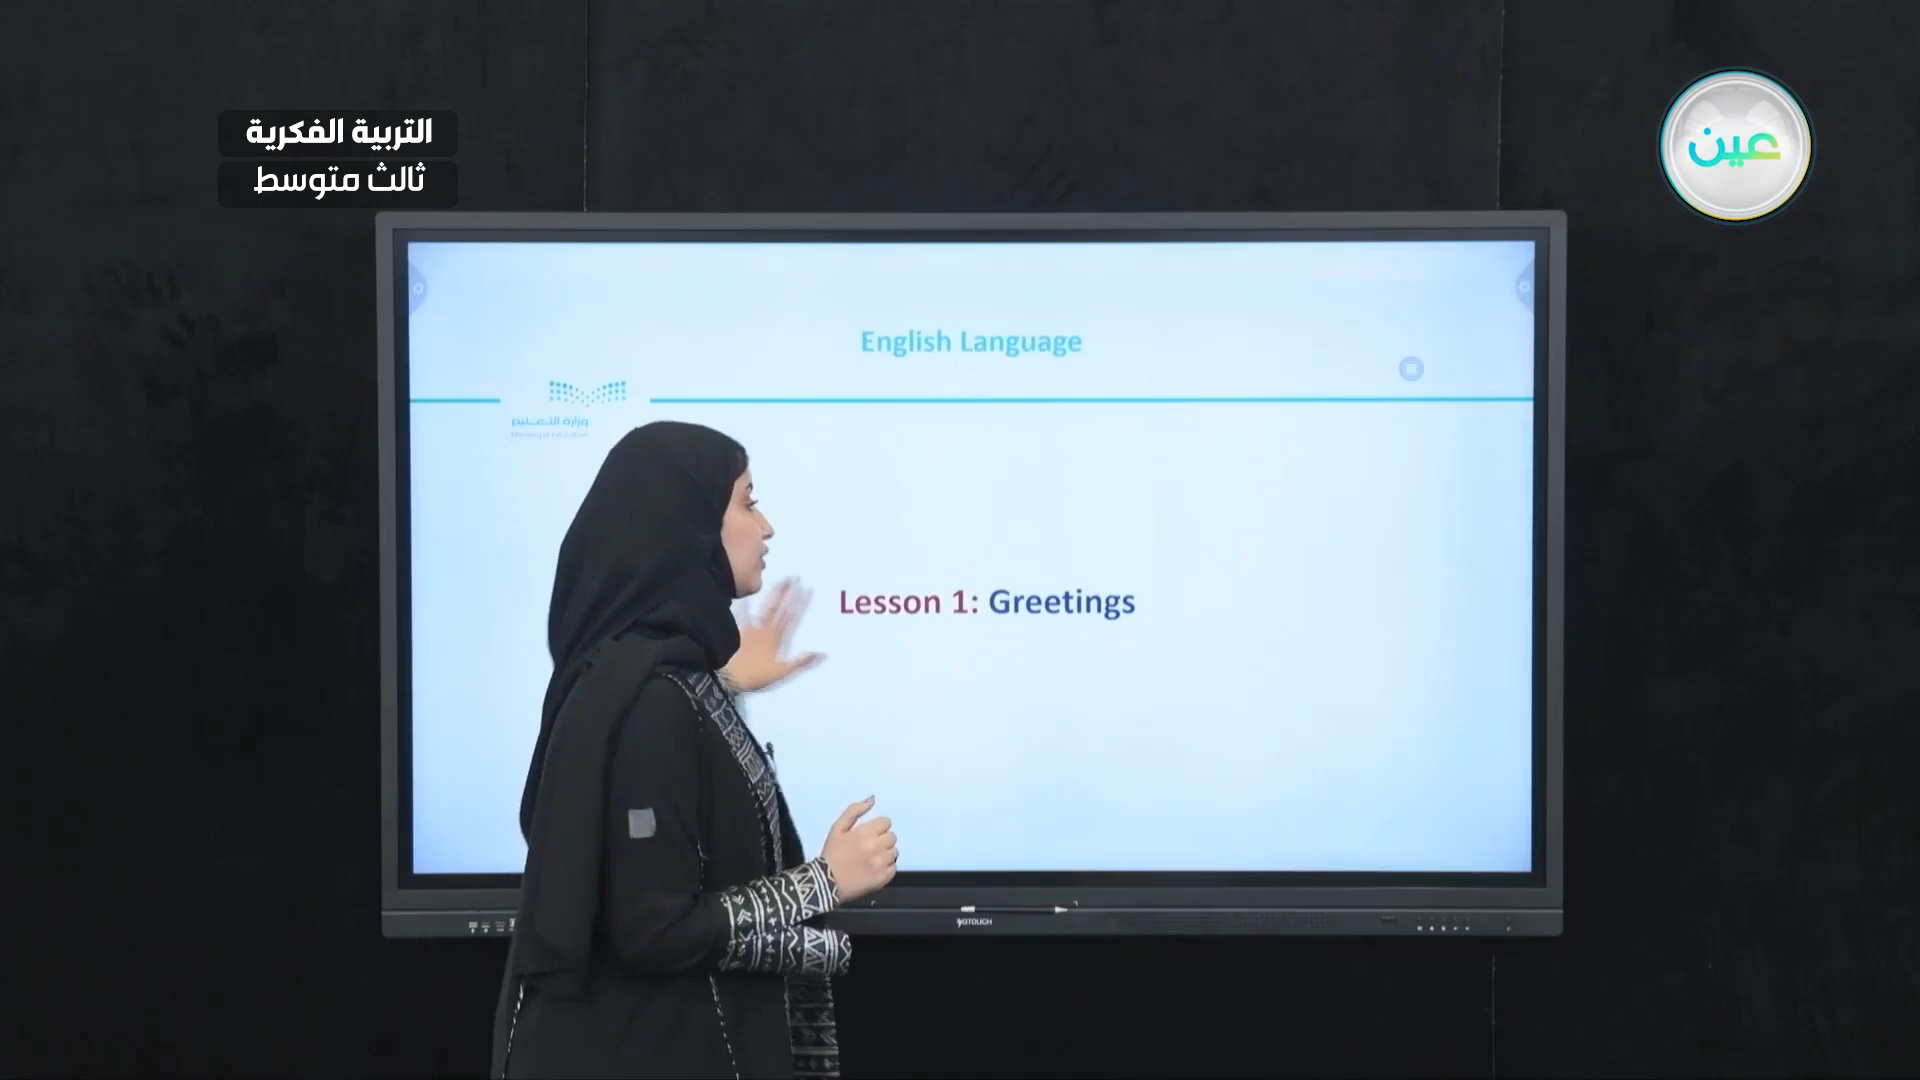 التربية الفكرية
ثالث متوسط
عين
English Language
وزارة التعليم
Ministry of Education
Lesson 1: Greetings